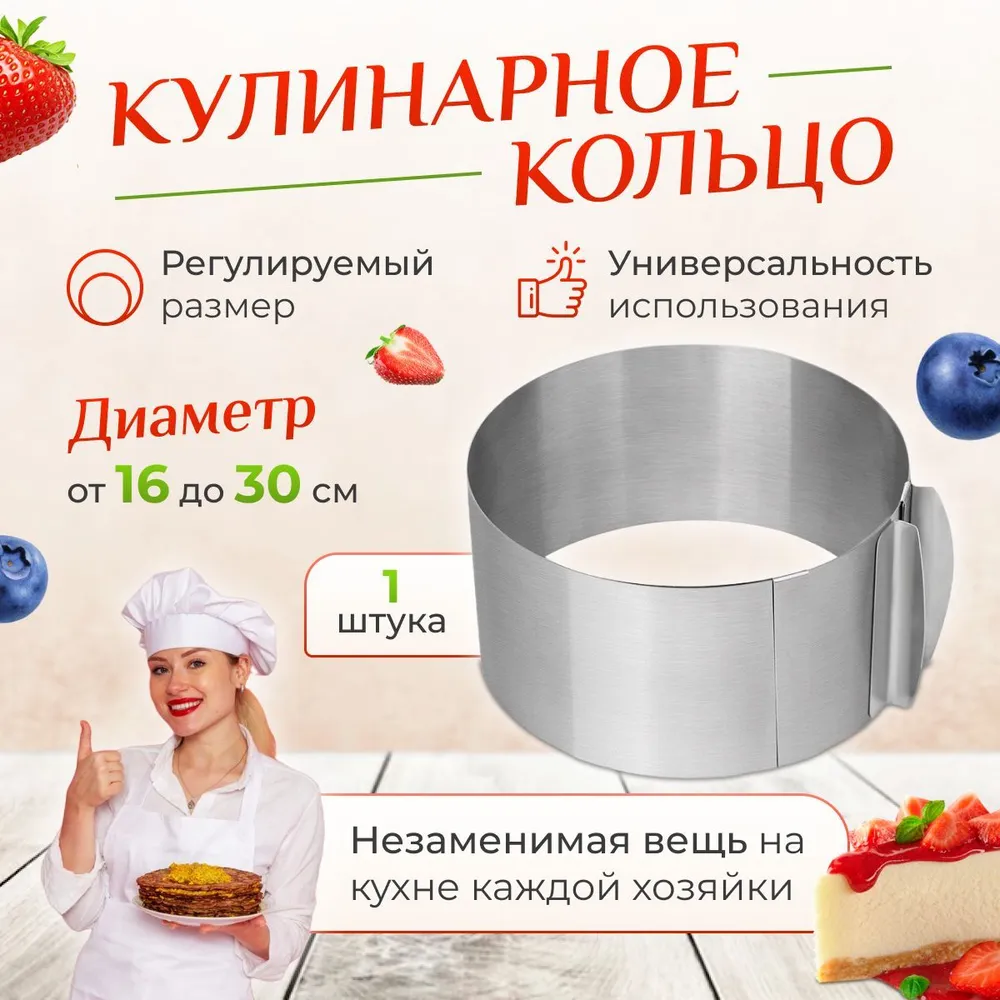 КУЛИНАРНОЕ
КОЛЬЦО
Регулируемый
размер
Универсальность
использования
Диаметр
от 16 до 30 см
1
штука
Незаменимая вещь на
кухне каждой хозяйки